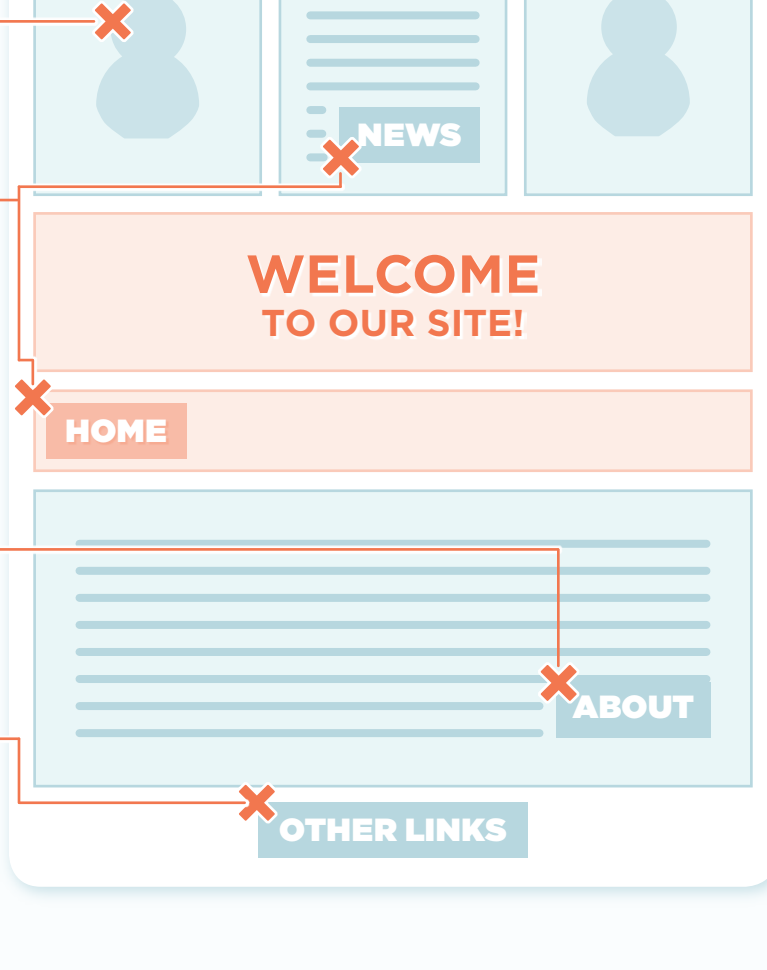 NEWS
WELCOME
TO OUR SITE!
HOME
ABOUT
OTHER LINKS